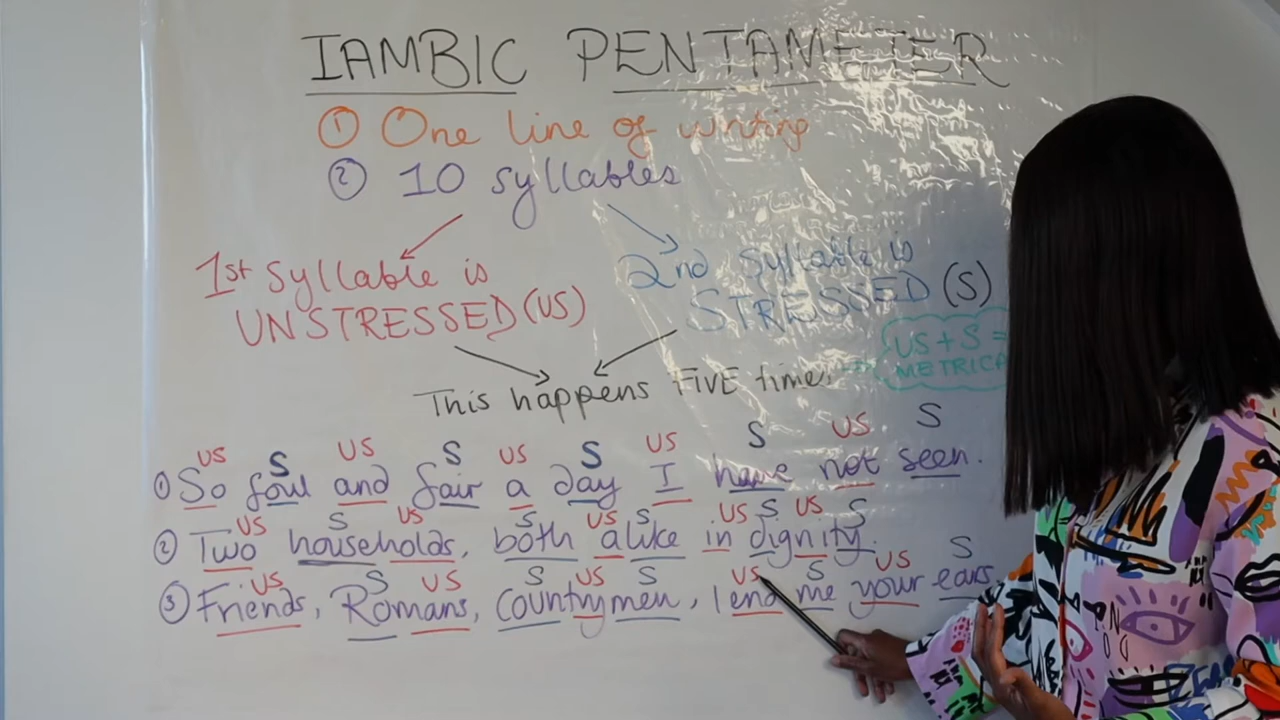 IAMBIC PENTAMETER
① One line of writing
② 10 syllables
1st syllable is
UNSTRESSED (US)
2nd syllable is
STRESSED (S)
US + S =
METRICA
This happens FIVE times
US S US S US S US S US S
① So foul and fair a day I have not seen.
US S US S US S US S US S
② Two households, both alike in dignity.
US S US S US S US S US S
③ Friends, Romans, Countrymen, lend me your ears.